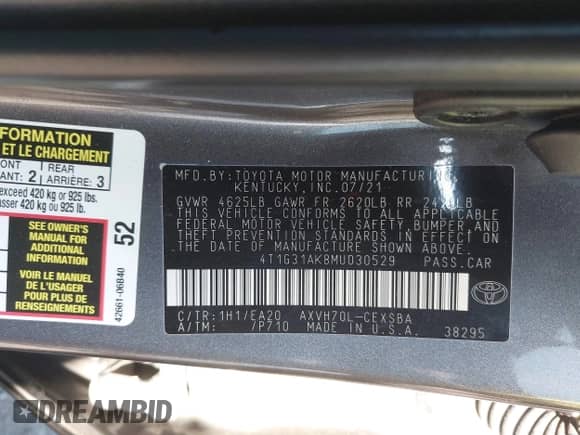 FORMATION
ET LE CHARGEMENT
ONT 2 REAR 3
ANT: ARRIÈRE:
exceed 420 kg or 925 lbs.
asser 420 kg ou 925 lb.
SEE OWNER'S
MANUAL FOR
ADDITIONAL
INFORMATION
VOIR LE MANUEL
DE L'USAGER
POUR PLUS DE
RENSEIGNEMENTS
52
42661-06B40
MFD.BY:TOYOTA MOTOR MANUFACTURING
KENTUCKY, INC.07/21
GVWR 4625LB GAWR FR 2620LB RR LB
THIS VEHICLE CONFORMS TO ALL APPLICABLE
FEDERAL MOTOR VEHICLE SAFETY, BUMPER, AND
THEFT PREVENTION STANDARDS IN EFFECT ON
THE DATE OF MANUFACTURE SHOWN ABOVE.
4T1G31AK8MU030529 PASS.CAR
C/TR:1H1/EA20 AXVH70L-CEXSBA
A/TM: /P710 MADE IN U.S.A.
38295
TOYOTA
DREAMBID